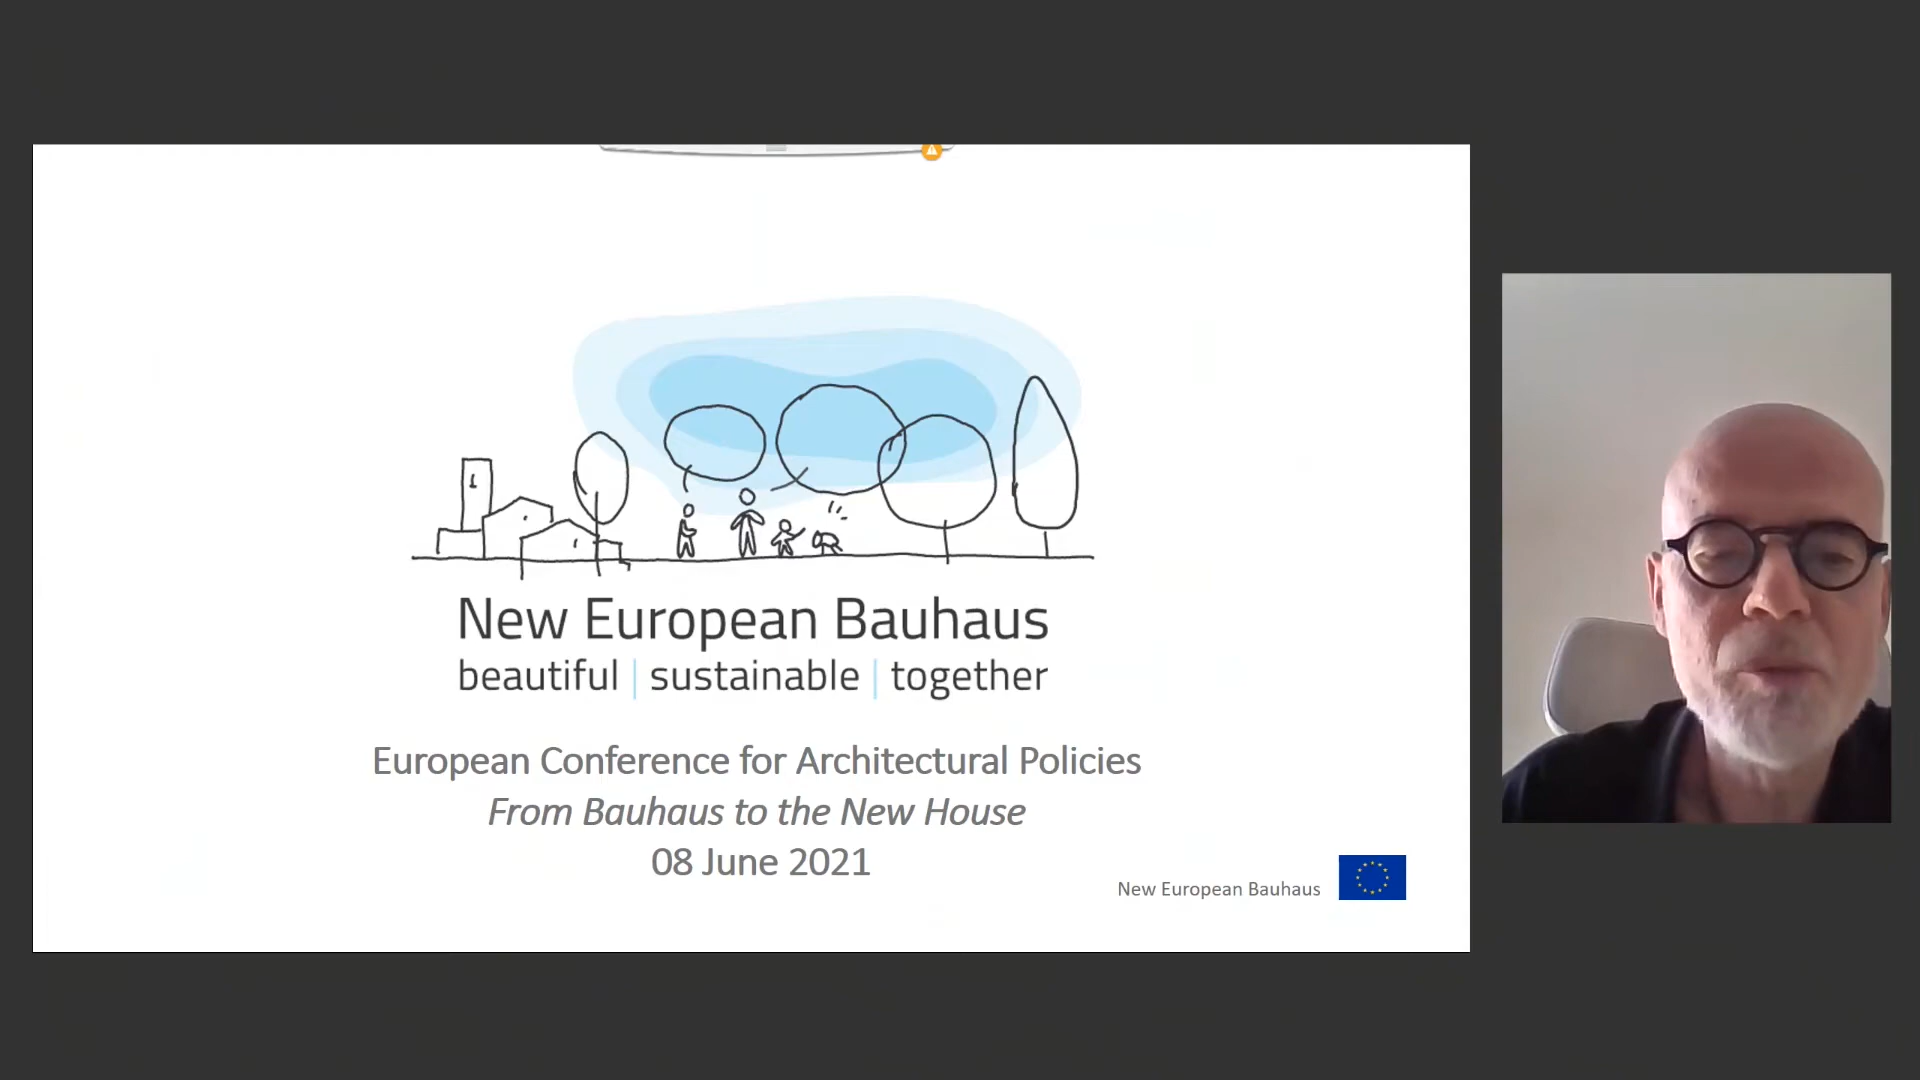 New European Bauhaus
beautiful | sustainable | together
European Conference for Architectural Policies
From Bauhaus to the New House
08 June 2021
New European Bauhaus